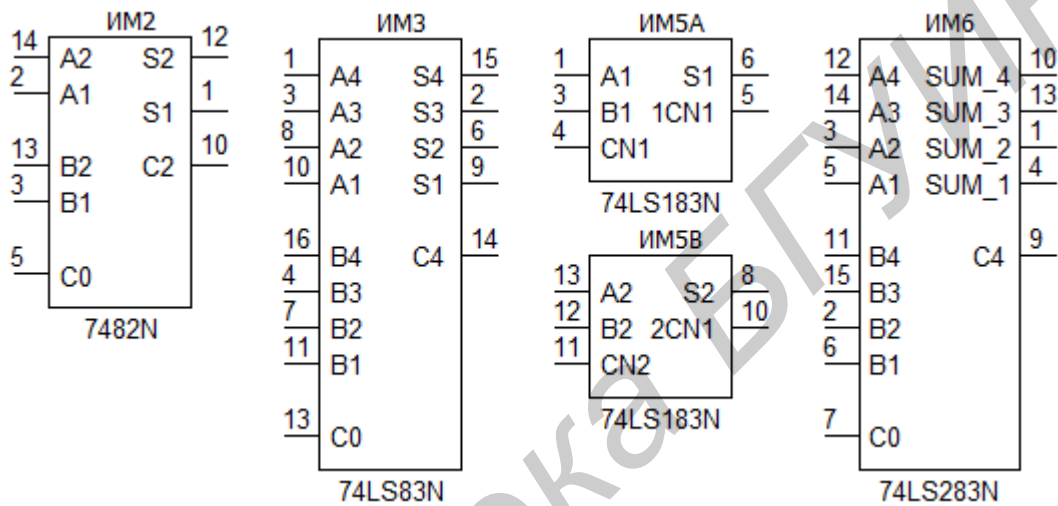 ИМ2
14 A2 S2 12
2 A1
S1 1
13 B2 C2 10
3 B1
5 C0
7482N
ИМ3
1 A4 S4 15
3 A3 S3 2
8 A2 S2 6
10 A1 S1 9
16 B4 C4 14
4 B3
7 B2
11 B1
13 C0
74LS83N
ИМ5А
1 A1 S1 6
3 B1 1CN1 5
4 CN1
74LS183N
ИМ5В
13 A2 S2 8
12 B2 2CN1 10
11 CN2
74LS183N
ИМ6
12 A4 SUM_4 10
14 A3 SUM_3 13
3 A2 SUM_2 1
5 A1 SUM_1 4
11 B4 C4 9
15 B3
2 B2
6 B1
7 C0
74LS283N